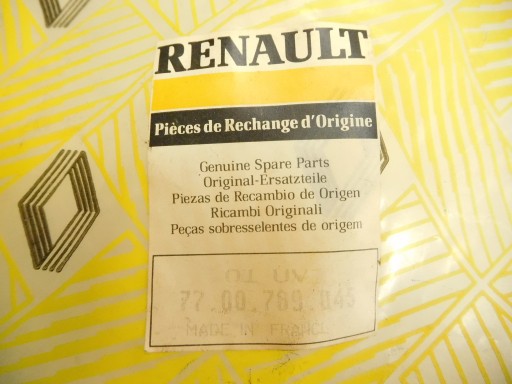 RENAULT
Pièces de Rechange d'Origine
Genuine Spare Parts
Original-Ersatzteile
Piezas de Recambio de Origen
Ricambi Originali
Peças sobresselentes de origem
77.00.789.043
MADE IN FRANCE